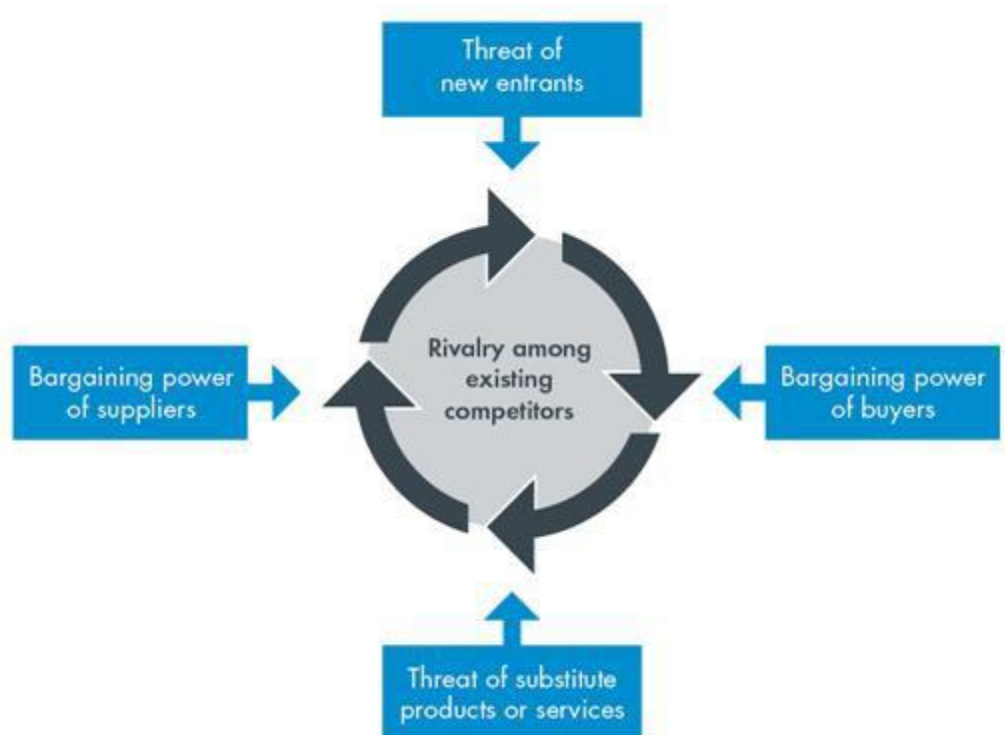 Threat of
new entrants
Bargaining power
of suppliers
Rivalry among
existing
competitors
Bargaining power
of buyers
Threat of substitute
products or services